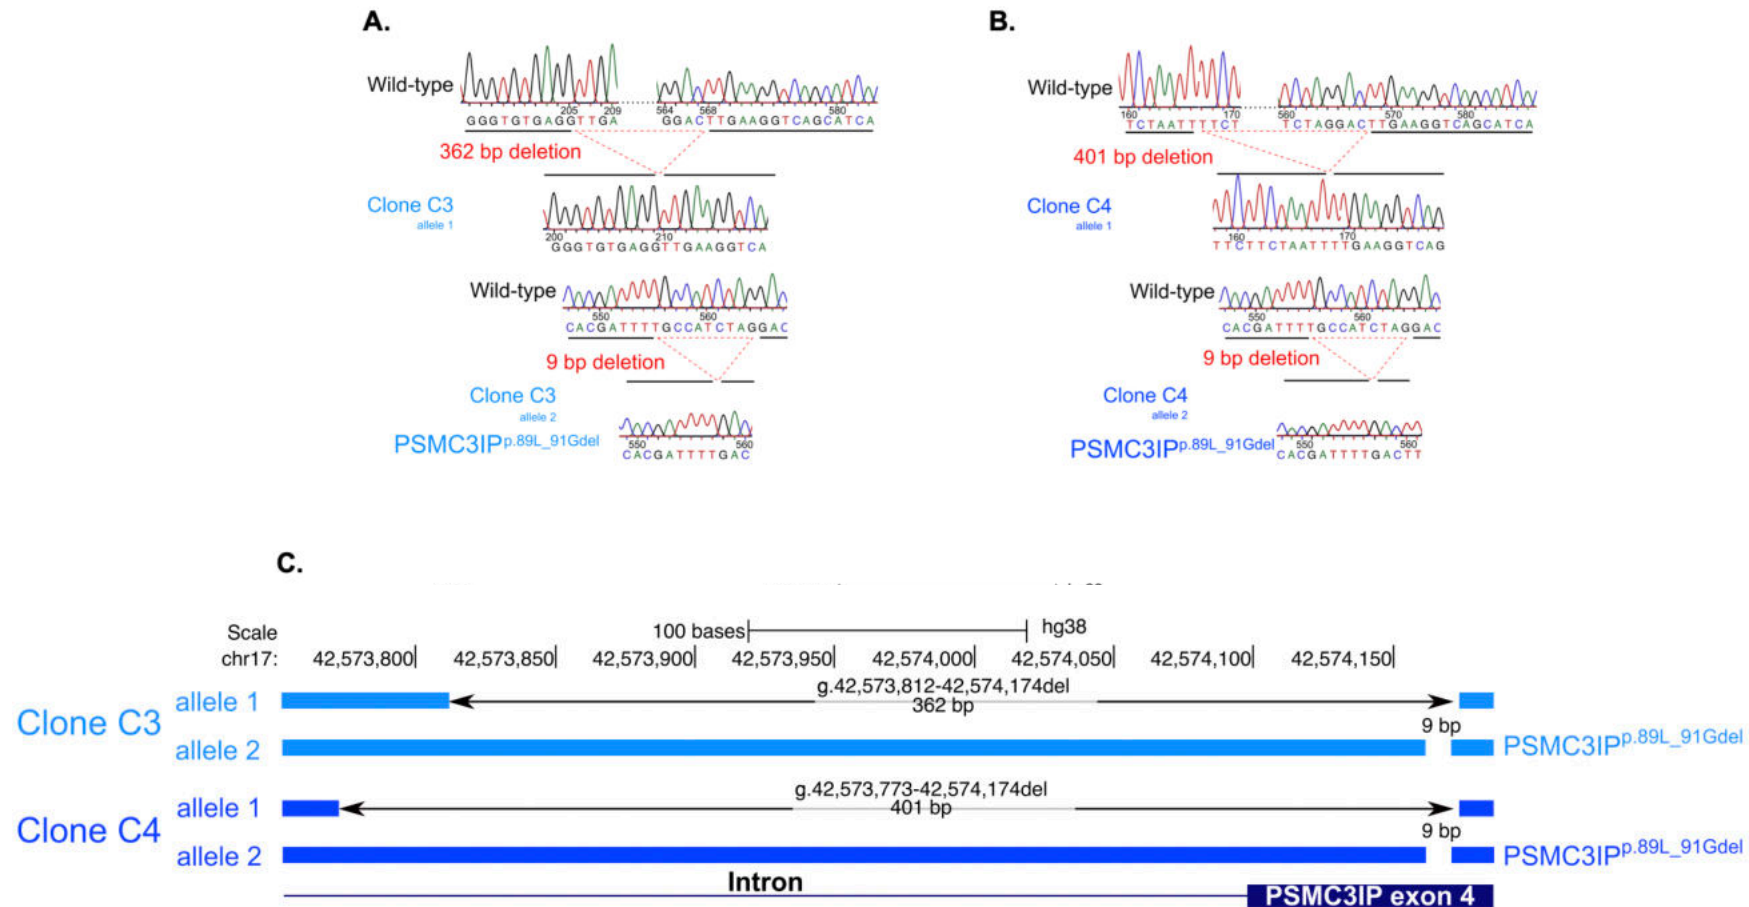 A.
Wild-type
205 209 564 568 580
GGGTGTGAGGTTGA GGACTTGAAGGTCAGCATCA
362 bp deletion
Clone C3
allele 1
200 210
GGGTGTGAGGTTGAAGGTCA
Wild-type
550 560
CACGATTTTGCCATCTAGGAC
9 bp deletion
Clone C3
allele 2
PSMC3IPp.89L_91Gdel
550 560
CACGATTTTGAC
B.
Wild-type
160 170 560 570 580
TCTAATTTTCT TCTAGGACTTGAAGGTCAGCATCA
401 bp deletion
Clone C4
allele 1
160 170
TTCTTCTAATTTTGAAGGTCAG
Wild-type
550 560
CACGATTTTGCCATCTAGGAC
9 bp deletion
Clone C4
allele 2
PSMC3IPp.89L_91Gdel
550 560
CACGATTTTGACTT
C.
Scale 100 bases hg38
chr17: 42,573,800 42,573,850 42,573,900 42,573,950 42,574,000 42,574,050 42,574,100 42,574,150
Clone C3
allele 1 g.42,573,812-42,574,174del
362 bp
9 bp
allele 2 PSMC3IPp.89L_91Gdel
Clone C4
allele 1 g.42,573,773-42,574,174del
401 bp
9 bp
allele 2 PSMC3IPp.89L_91Gdel
Intron PSMC3IP exon 4